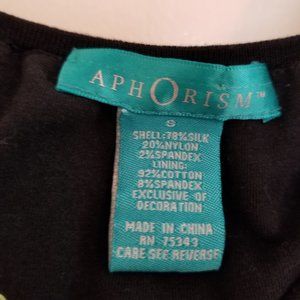 APHORISM™
S
SHELL:78%SILK
20%NYLON
2%SPANDEX
LINING:
92%COTTON
8%SPANDEX
EXCLUSIVE OF
DECORATION
MADE IN CHINA
RN 75343
CARE SEE REVERSE